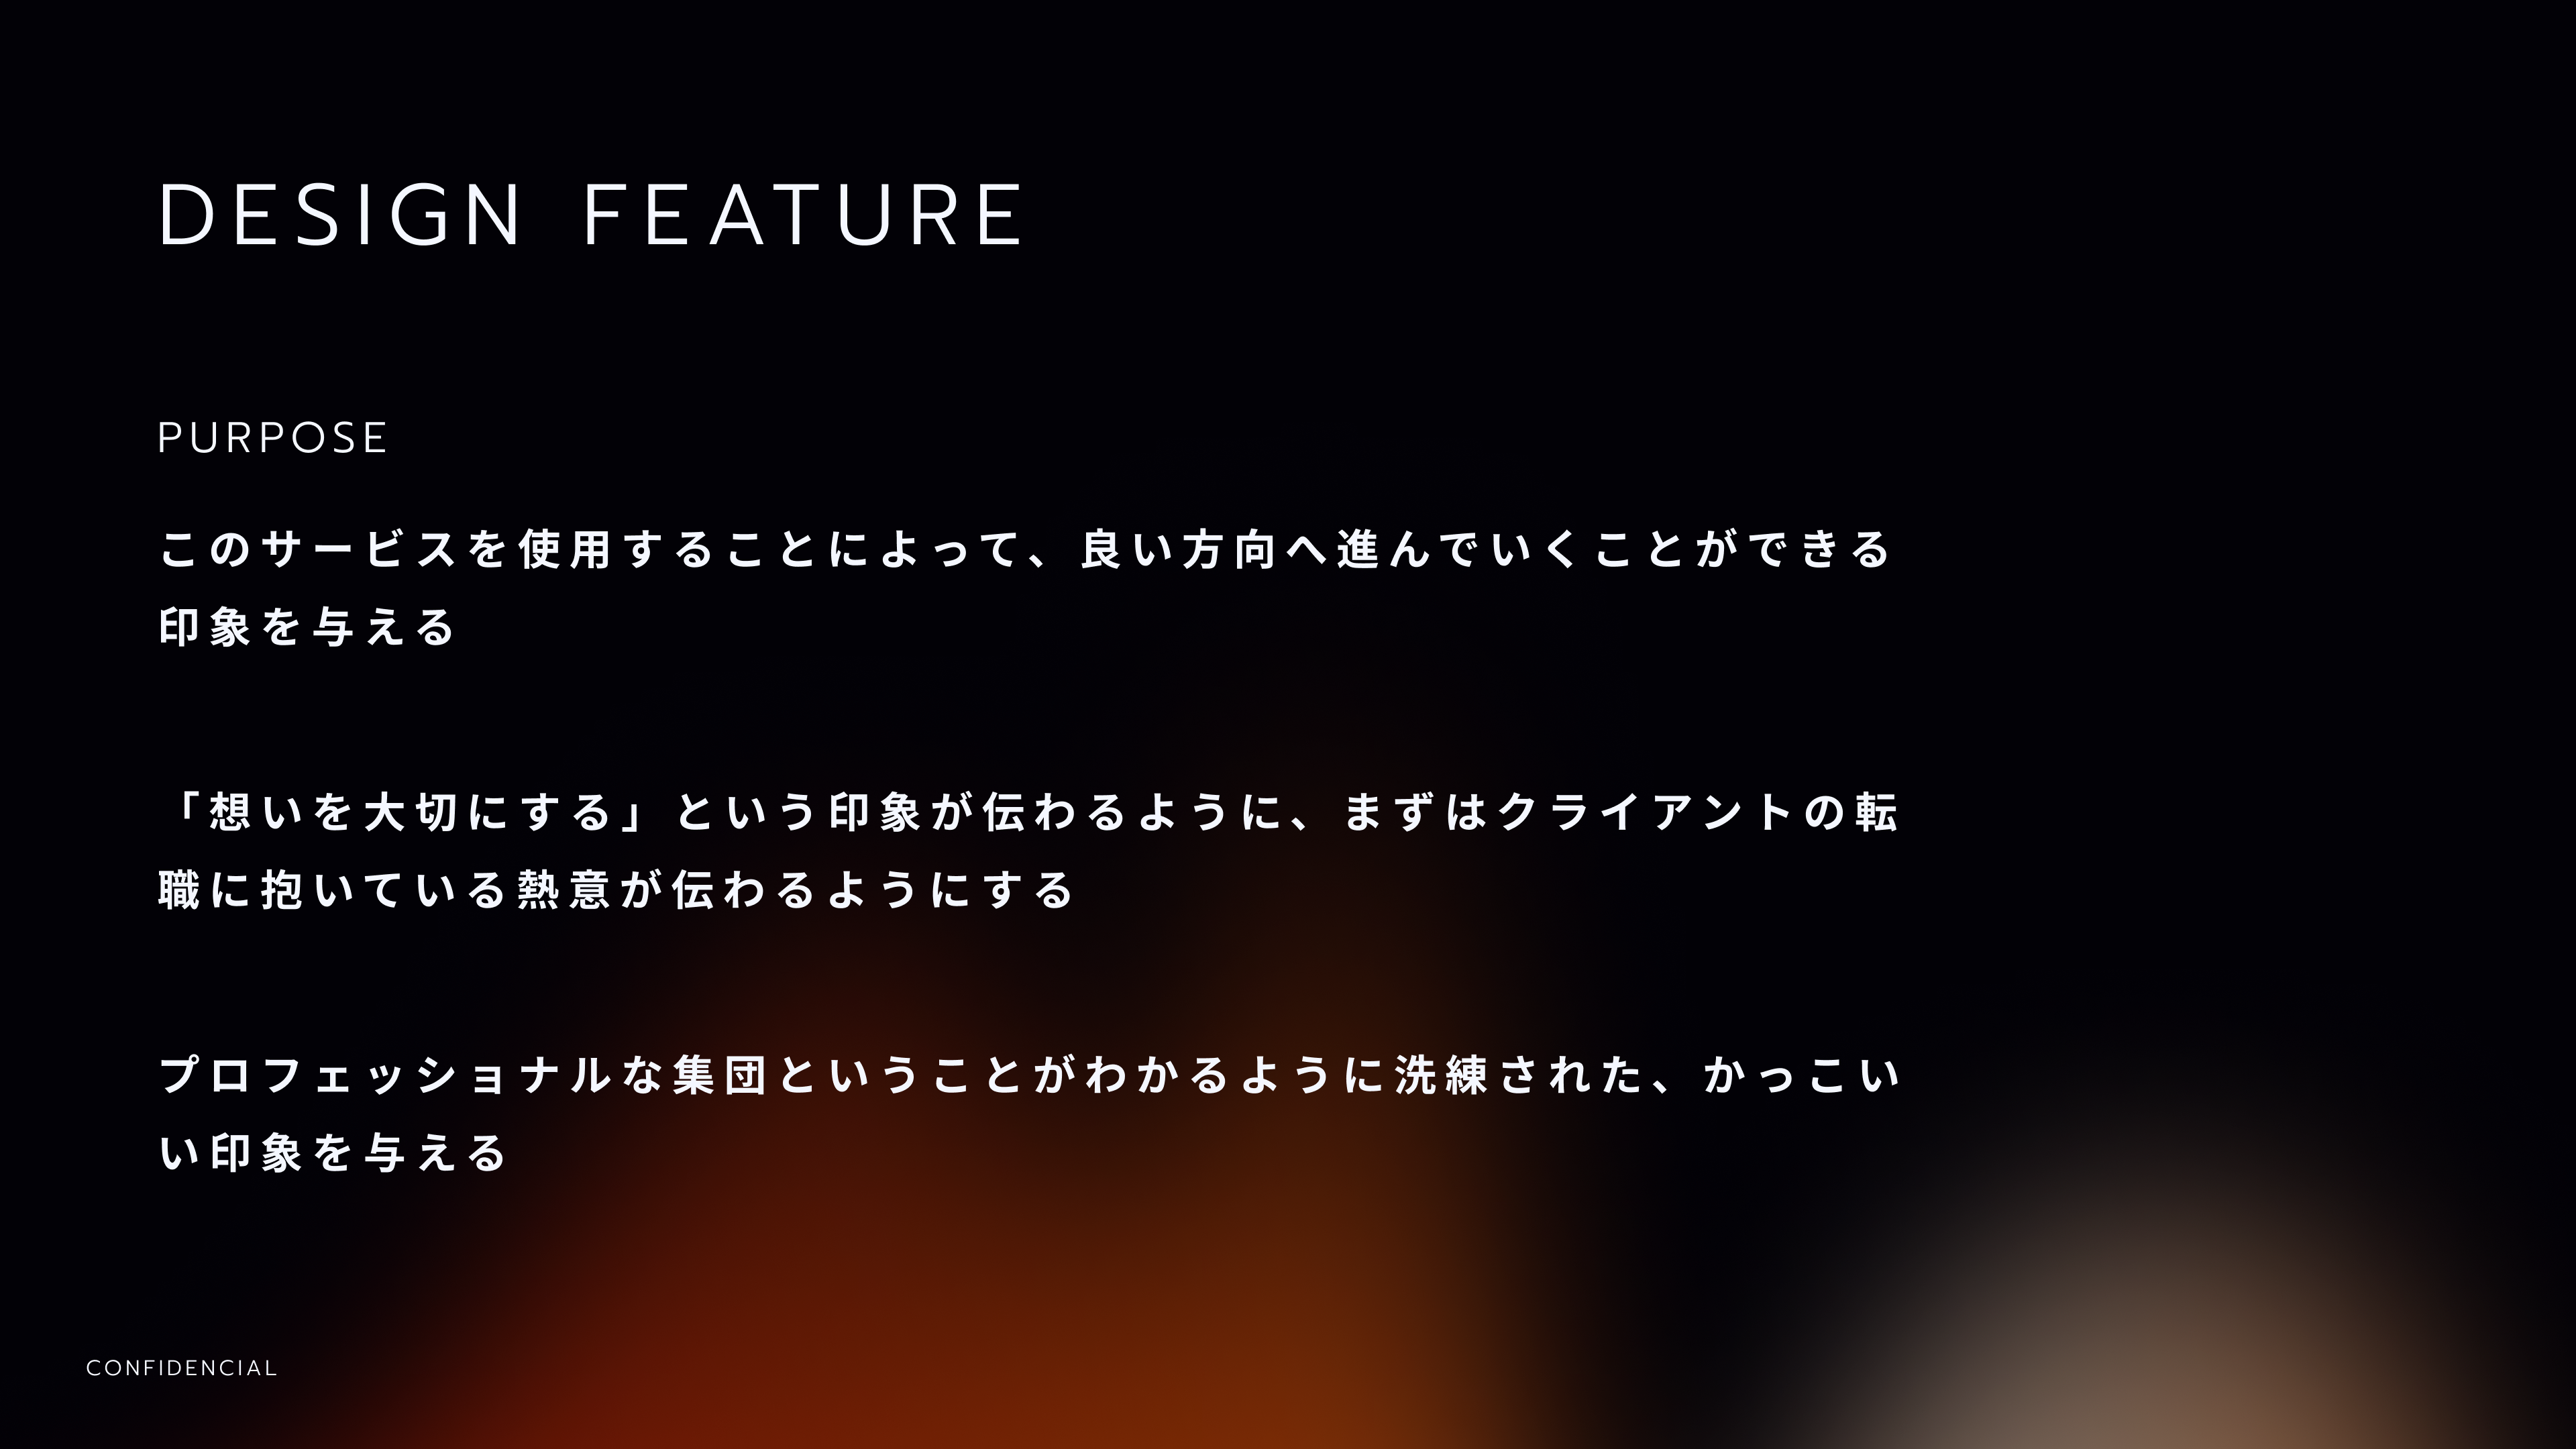 DESIGN FEATURE
PURPOSE
このサービスを使用することによって、良い方向へ進んでいくことができる
印象を与える
「想いを大切にする」という印象が伝わるように、まずはクライアントの転
職に抱いている熱意が伝わるようにする
プロフェッショナルな集団ということがわかるように洗練された、かっこい
い印象を与える
CONFIDENCIAL